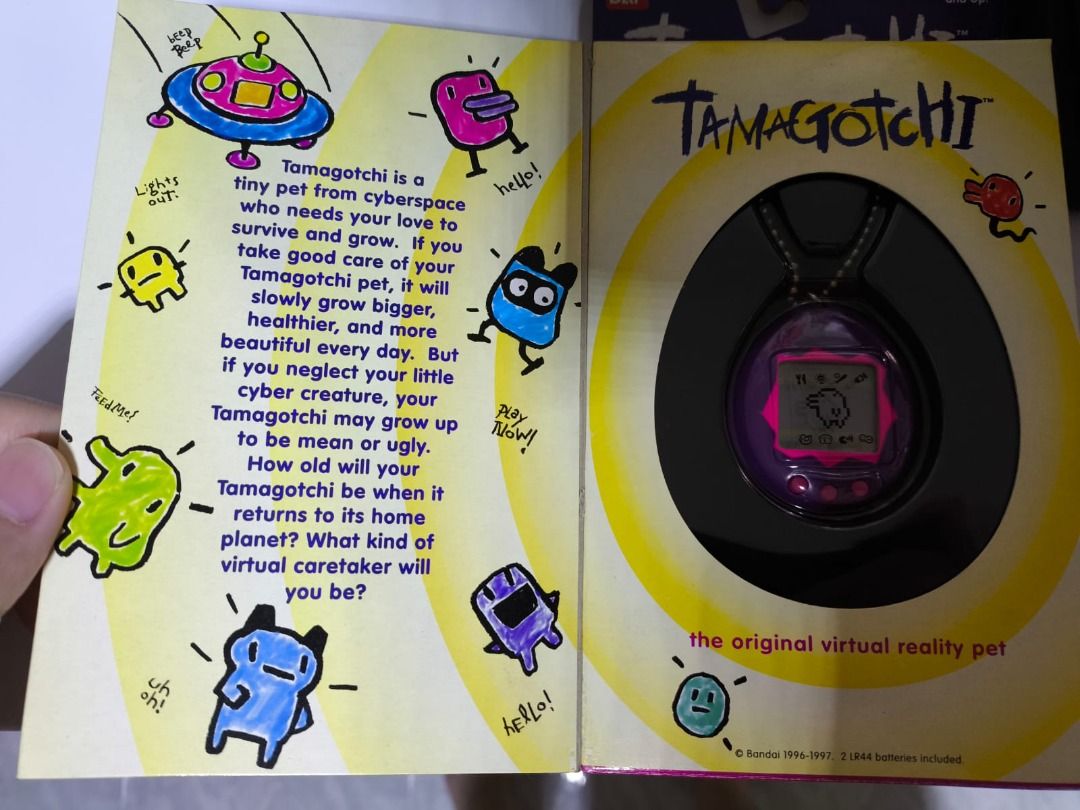 beep
Beep
Lights
out!
Tamagotchi is a
tiny pet from cyberspace
who needs your love to
survive and grow. If you
take good care of your
Tamagotchi pet, it will
slowly grow bigger,
healthier, and more
beautiful every day. But
if you neglect your little
cyber creature, your
Tamagotchi may grow up
to be mean or ugly.
How old will your
Tamagotchi be when it
returns to its home
planet? What kind of
virtual caretaker will
you be?
hello!
FEEdMe!
PlAY
NOW!
uh
oh!
hEllo!
and up!
TAMAGOTCHI™
the original virtual reality pet
© Bandai 1996-1997. 2 LR44 batteries included.